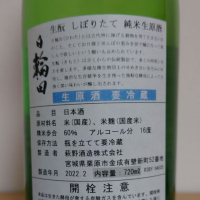 生酛 しぼりたて 純米生原酒
日輪田
生原酒 要冷蔵
品目 日本酒
原材料名 米(国産)、米麹(国産米)
精米歩合 60% アルコール分 16度
保存方法 瓶を立てて要冷蔵
製造者 萩野酒造株式会社
宮城県栗原市金成有壁新町52番地
製造年月 2022.2 内容量 720ml
開栓注意